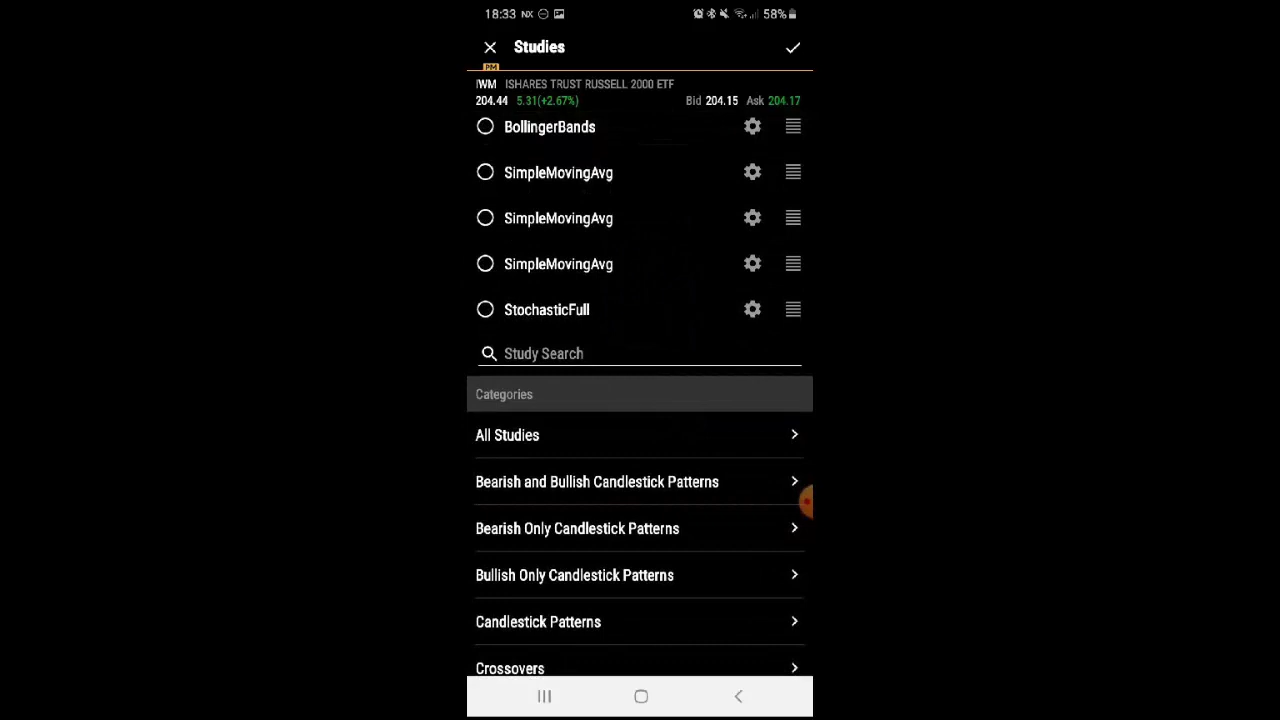 18:33 NX 58%
Studies
PM
IWM ISHARES TRUST RUSSELL 2000 ETF
204.44 5.31(+2.67%) Bid 204.15 Ask 204.17
BollingerBands
SimpleMovingAvg
SimpleMovingAvg
SimpleMovingAvg
StochasticFull
Study Search
Categories
All Studies
Bearish and Bullish Candlestick Patterns
Bearish Only Candlestick Patterns
Bullish Only Candlestick Patterns
Candlestick Patterns
Crossovers